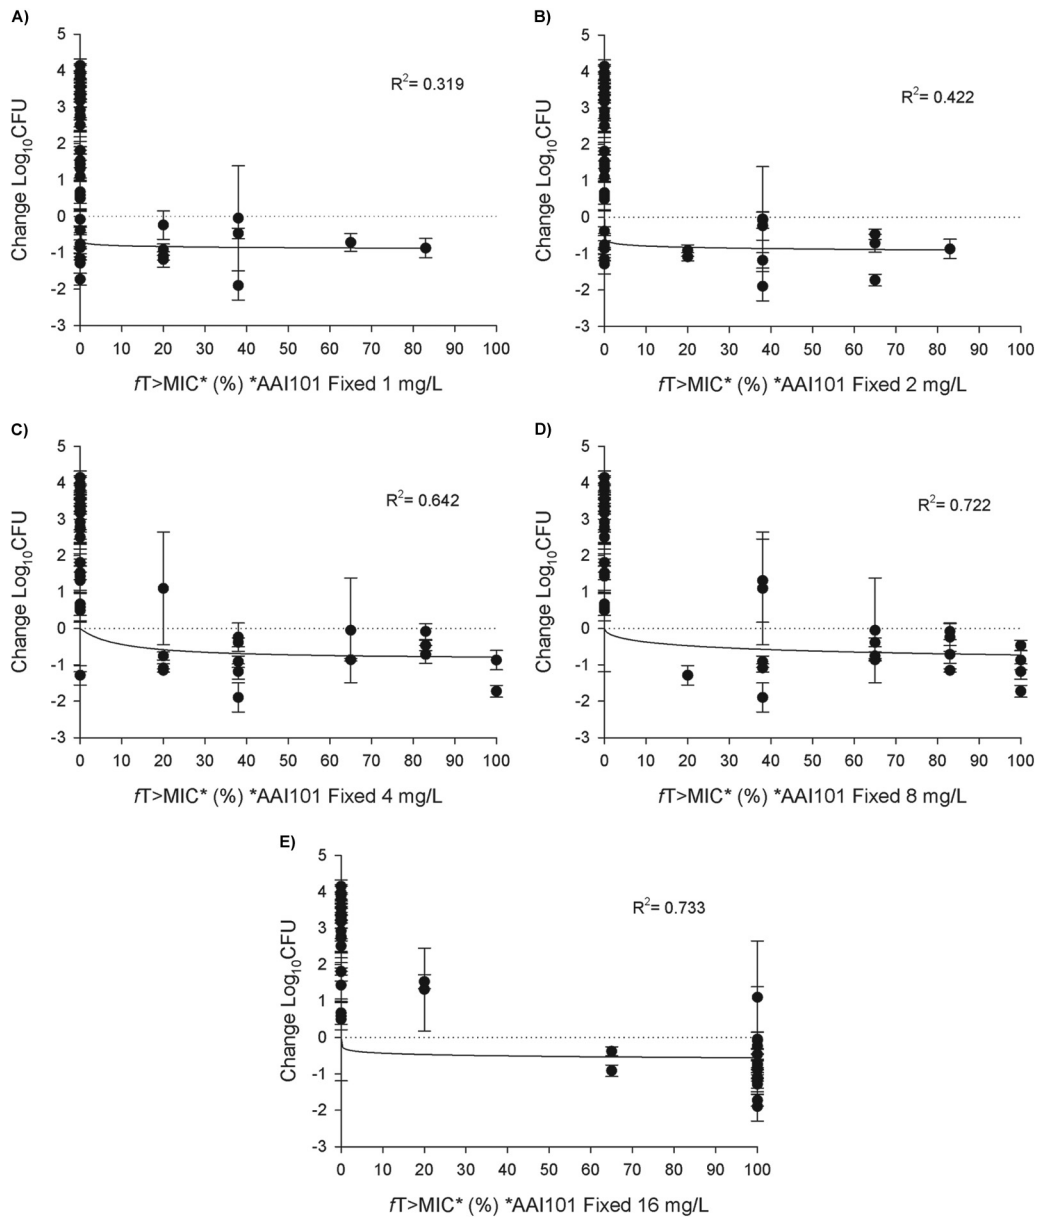 A)
5
4
3
2
1
0
-1
-2
-3
Change Log10CFU
R2= 0.319
0 10 20 30 40 50 60 70 80 90 100
fT>MIC* (%) *AAI101 Fixed 1 mg/L
B)
5
4
3
2
1
0
-1
-2
-3
Change Log10CFU
R2= 0.422
0 10 20 30 40 50 60 70 80 90 100
fT>MIC* (%) *AAI101 Fixed 2 mg/L
C)
5
4
3
2
1
0
-1
-2
-3
Change Log10CFU
R2= 0.642
0 10 20 30 40 50 60 70 80 90 100
fT>MIC* (%) *AAI101 Fixed 4 mg/L
D)
5
4
3
2
1
0
-1
-2
-3
Change Log10CFU
R2= 0.722
0 10 20 30 40 50 60 70 80 90 100
fT>MIC* (%) *AAI101 Fixed 8 mg/L
E)
5
4
3
2
1
0
-1
-2
-3
Change Log10CFU
R2= 0.733
0 10 20 30 40 50 60 70 80 90 100
fT>MIC* (%) *AAI101 Fixed 16 mg/L